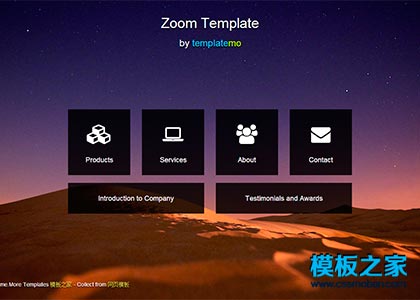 Zoom Template
by templatemo
Products
Services
About
Contact
Introduction to Company
Testimonials and Awards
me More Templates 模板之家 - Collect from 网页模板
模板之家
www.cssmoban.com